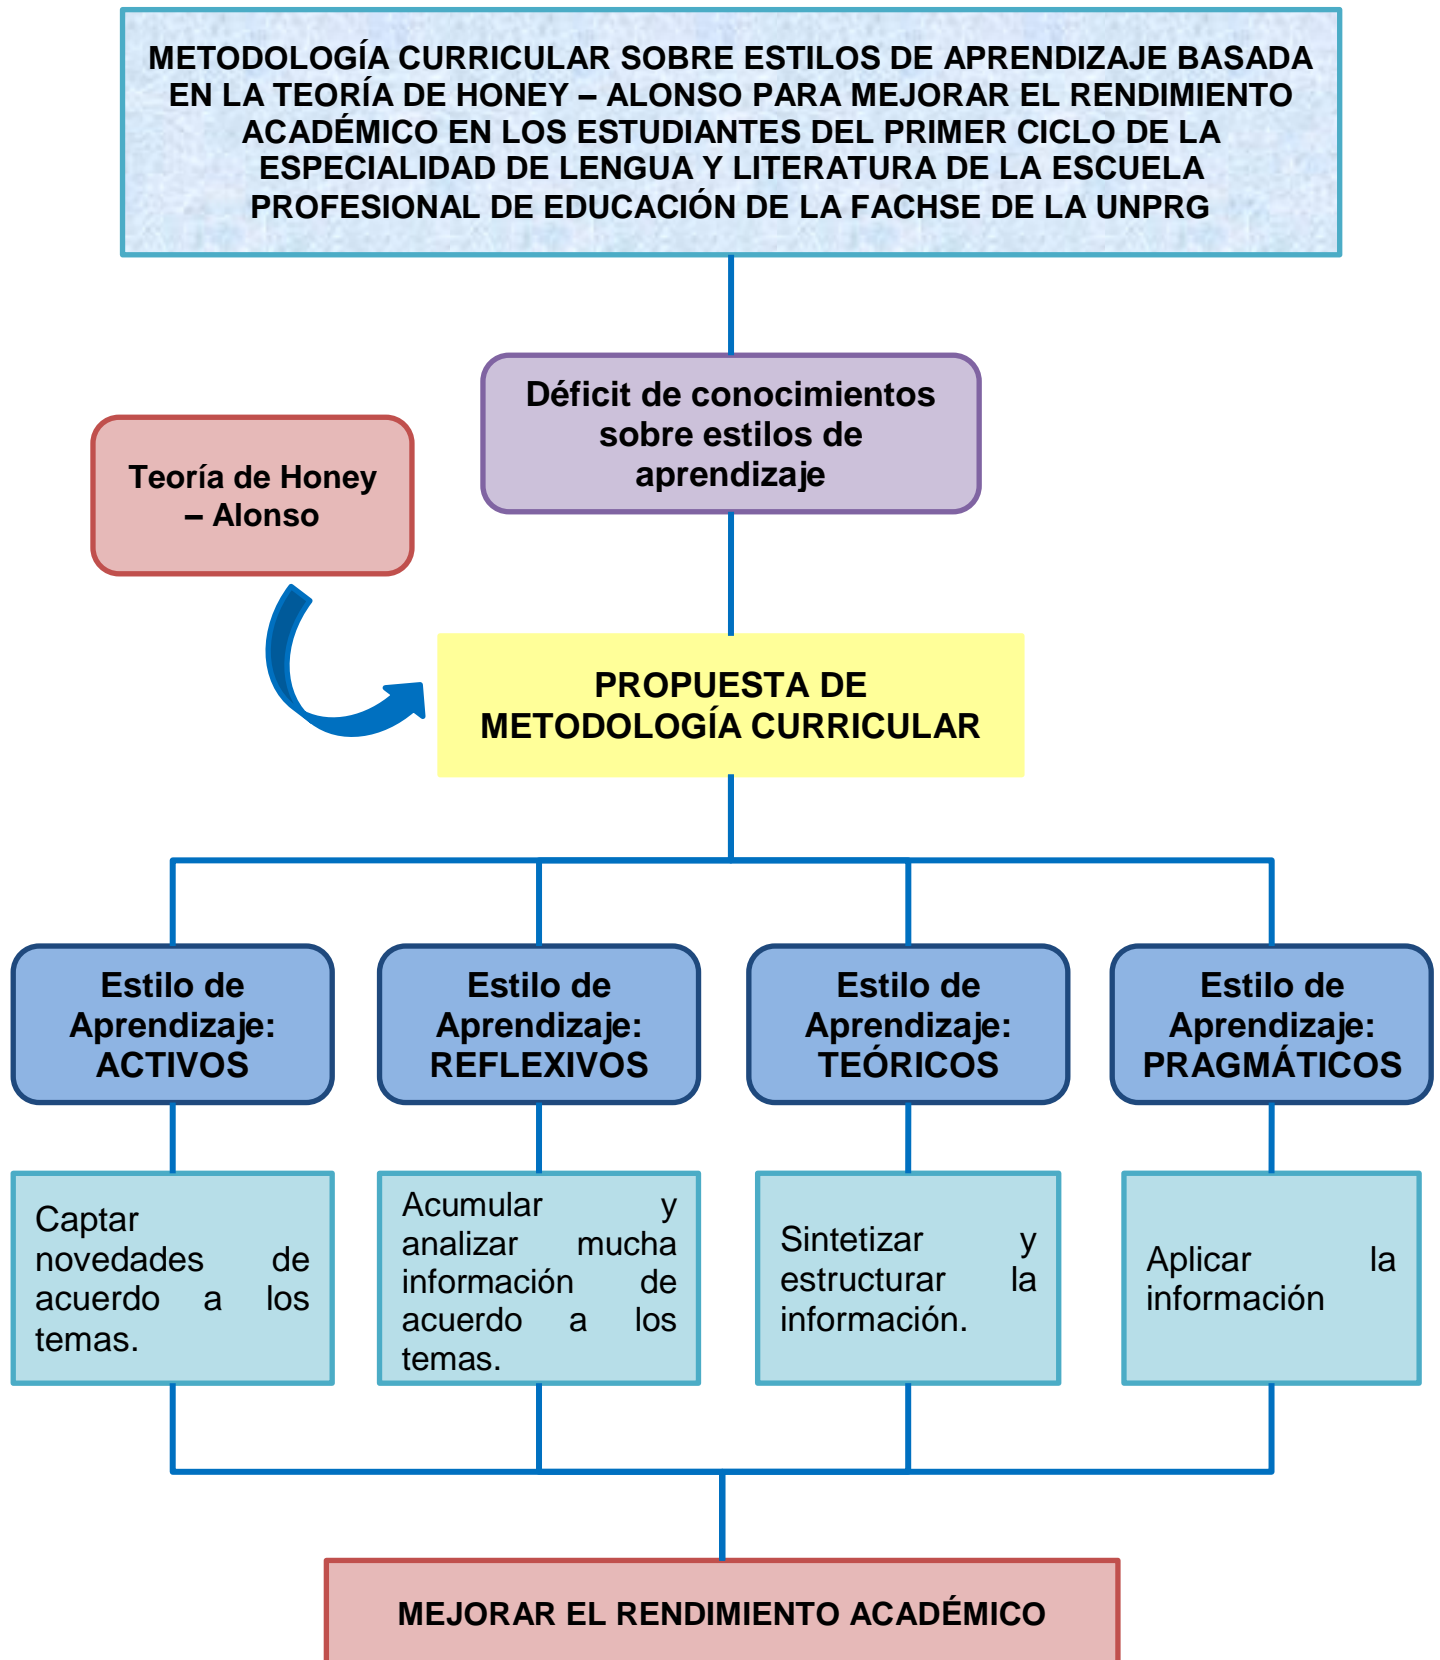 METODOLOGÍA CURRICULAR SOBRE ESTILOS DE APRENDIZAJE BASADA
EN LA TEORÍA DE HONEY – ALONSO PARA MEJORAR EL RENDIMIENTO
ACADÉMICO EN LOS ESTUDIANTES DEL PRIMER CICLO DE LA
ESPECIALIDAD DE LENGUA Y LITERATURA DE LA ESCUELA
PROFESIONAL DE EDUCACIÓN DE LA FACHSE DE LA UNPRG
Déficit de conocimientos
sobre estilos de
aprendizaje
Teoría de Honey
– Alonso
PROPUESTA DE
METODOLOGÍA CURRICULAR
Estilo de
Aprendizaje:
ACTIVOS
Estilo de
Aprendizaje:
REFLEXIVOS
Estilo de
Aprendizaje:
TEÓRICOS
Estilo de
Aprendizaje:
PRAGMÁTICOS
Captar
novedades de
acuerdo a los
temas.
Acumular y
analizar mucha
información de
acuerdo a los
temas.
Sintetizar y
estructurar la
información.
Aplicar la
información
MEJORAR EL RENDIMIENTO ACADÉMICO